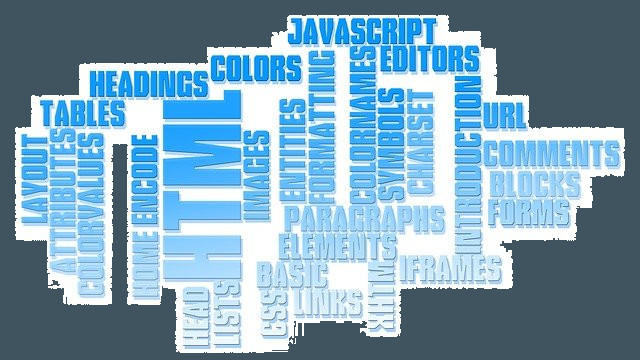 JAVASCRIPT
EDITORS
COLORS
HEADINGS
TABLES
LAYOUT
ATTRIBUTES
COLORVALUES
HOME
ENCODE
HTML
IMAGES
ENTITIES
FORMATTING
COLORNAMES
SYMBOLS
CHARSET
INTRODUCTION
URL
COMMENTS
BLOCKS
FORMS
PARAGRAPHS
ELEMENTS
BASIC
IFRAMES
HEAD
LISTS
CSS
LINKS
XHTM